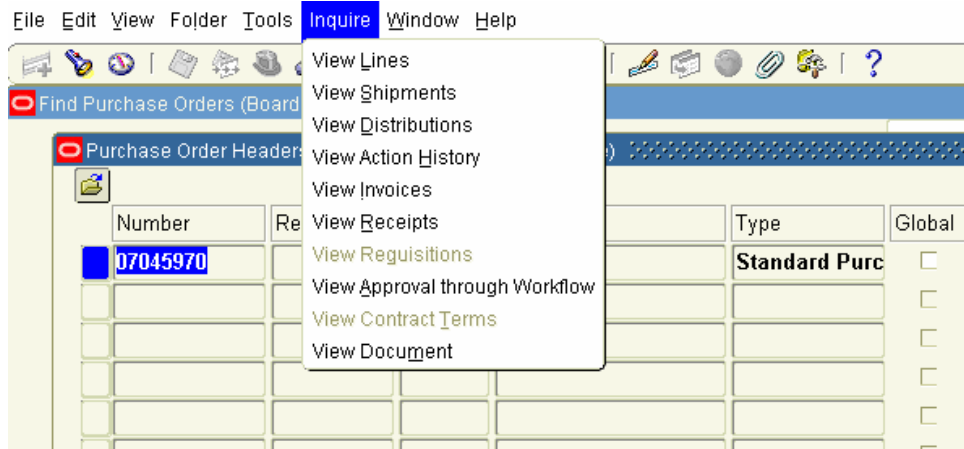 File Edit View Folder Tools Inquire Window Help
View Lines
View Shipments
Find Purchase Orders (Board
View Distributions
Purchase Order Headers
View Action History
View Invoices
View Receipts
Number Type Global
View Requisitions
07045970 Standard Purc
View Approval through Workflow
View Contract Terms
View Document